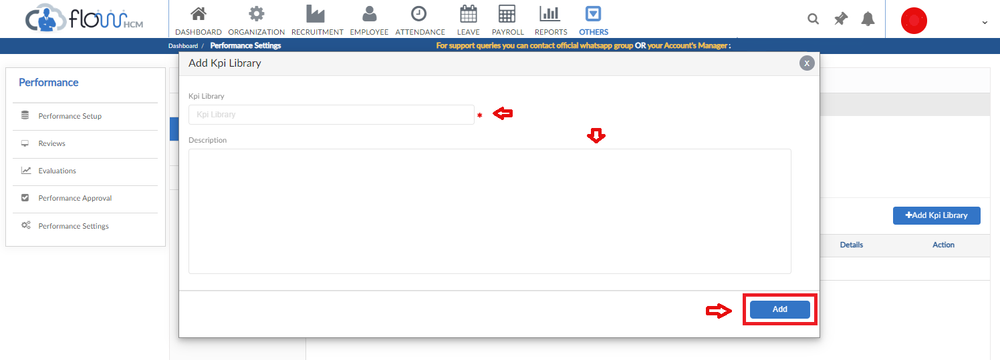 flow HCM
DASHBOARD ORGANIZATION RECRUITMENT EMPLOYEE ATTENDANCE LEAVE PAYROLL REPORTS OTHERS
Dashboard / Performance Settings
For support queries you can contact official whatsapp group OR your Account's Manager :
Add Kpi Library
x
Performance
Performance Setup
Reviews
Evaluations
Performance Approval
Performance Settings
Kpi Library
Kpi Library *
Description
+Add Kpi Library
Details Action
Add